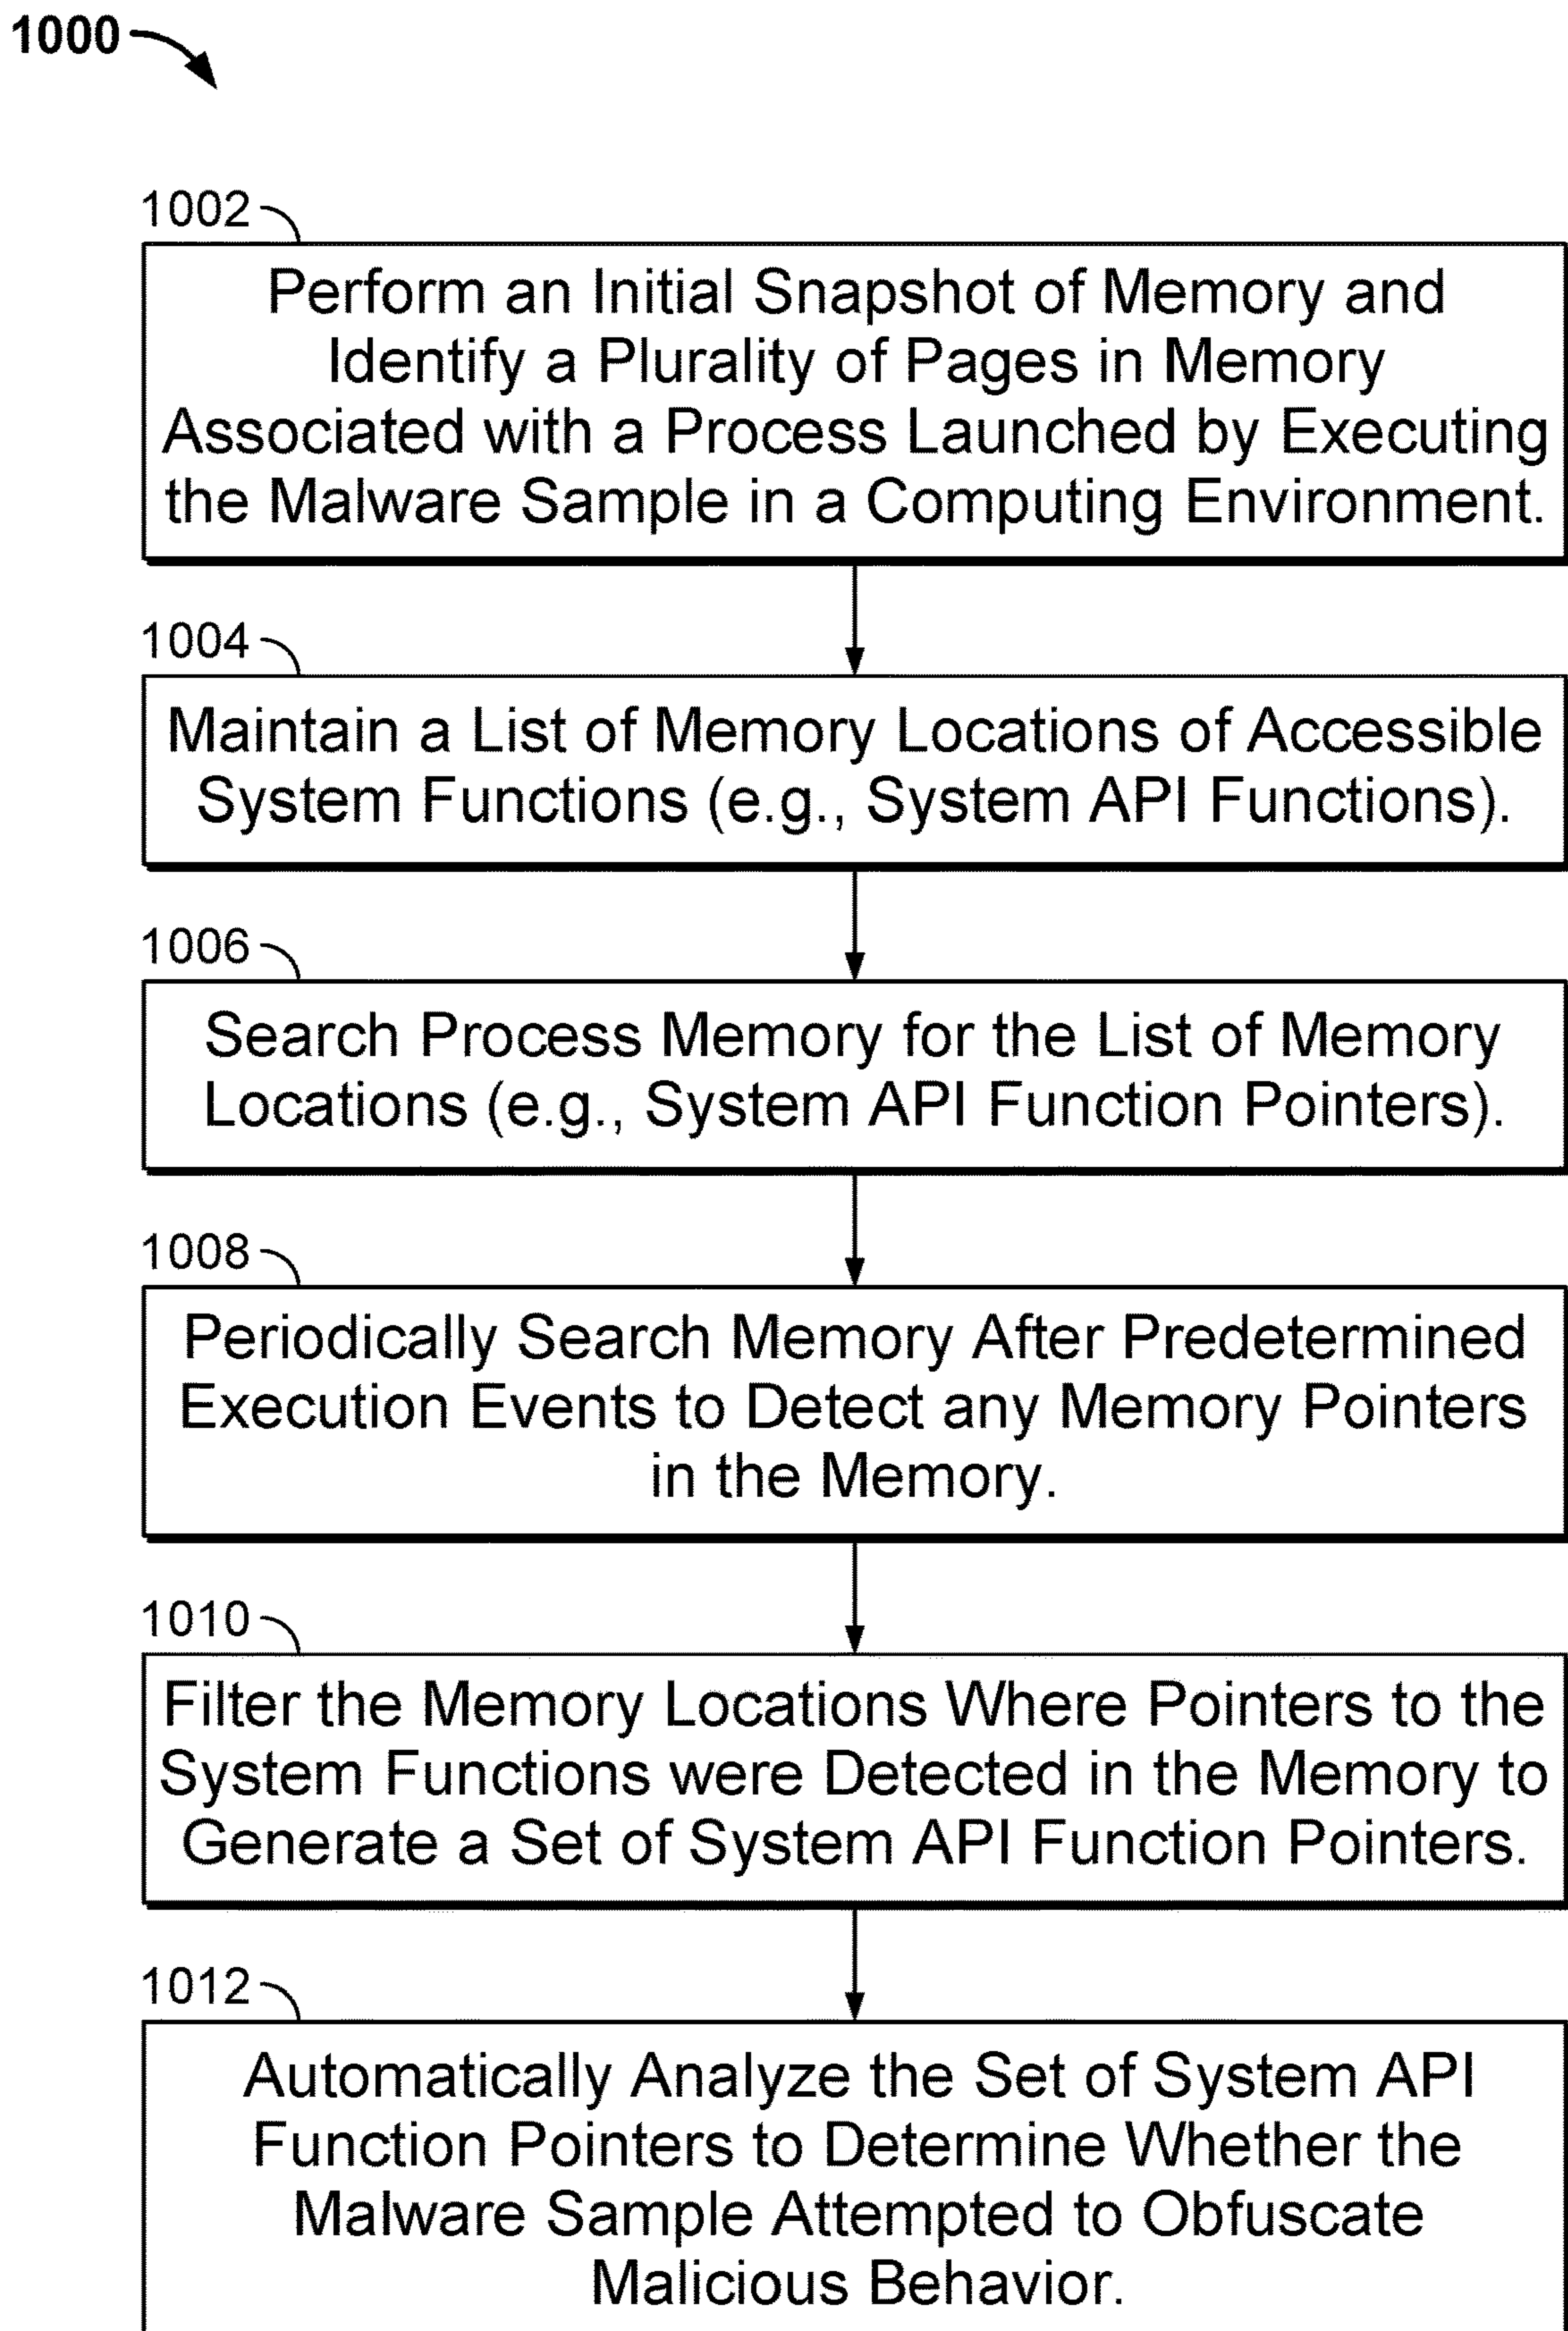 1000
1002
Perform an Initial Snapshot of Memory and
Identify a Plurality of Pages in Memory
Associated with a Process Launched by Executing
the Malware Sample in a Computing Environment.
1004
Maintain a List of Memory Locations of Accessible
System Functions (e.g., System API Functions).
1006
Search Process Memory for the List of Memory
Locations (e.g., System API Function Pointers).
1008
Periodically Search Memory After Predetermined
Execution Events to Detect any Memory Pointers
in the Memory.
1010
Filter the Memory Locations Where Pointers to the
System Functions were Detected in the Memory to
Generate a Set of System API Function Pointers.
1012
Automatically Analyze the Set of System API
Function Pointers to Determine Whether the
Malware Sample Attempted to Obfuscate
Malicious Behavior.